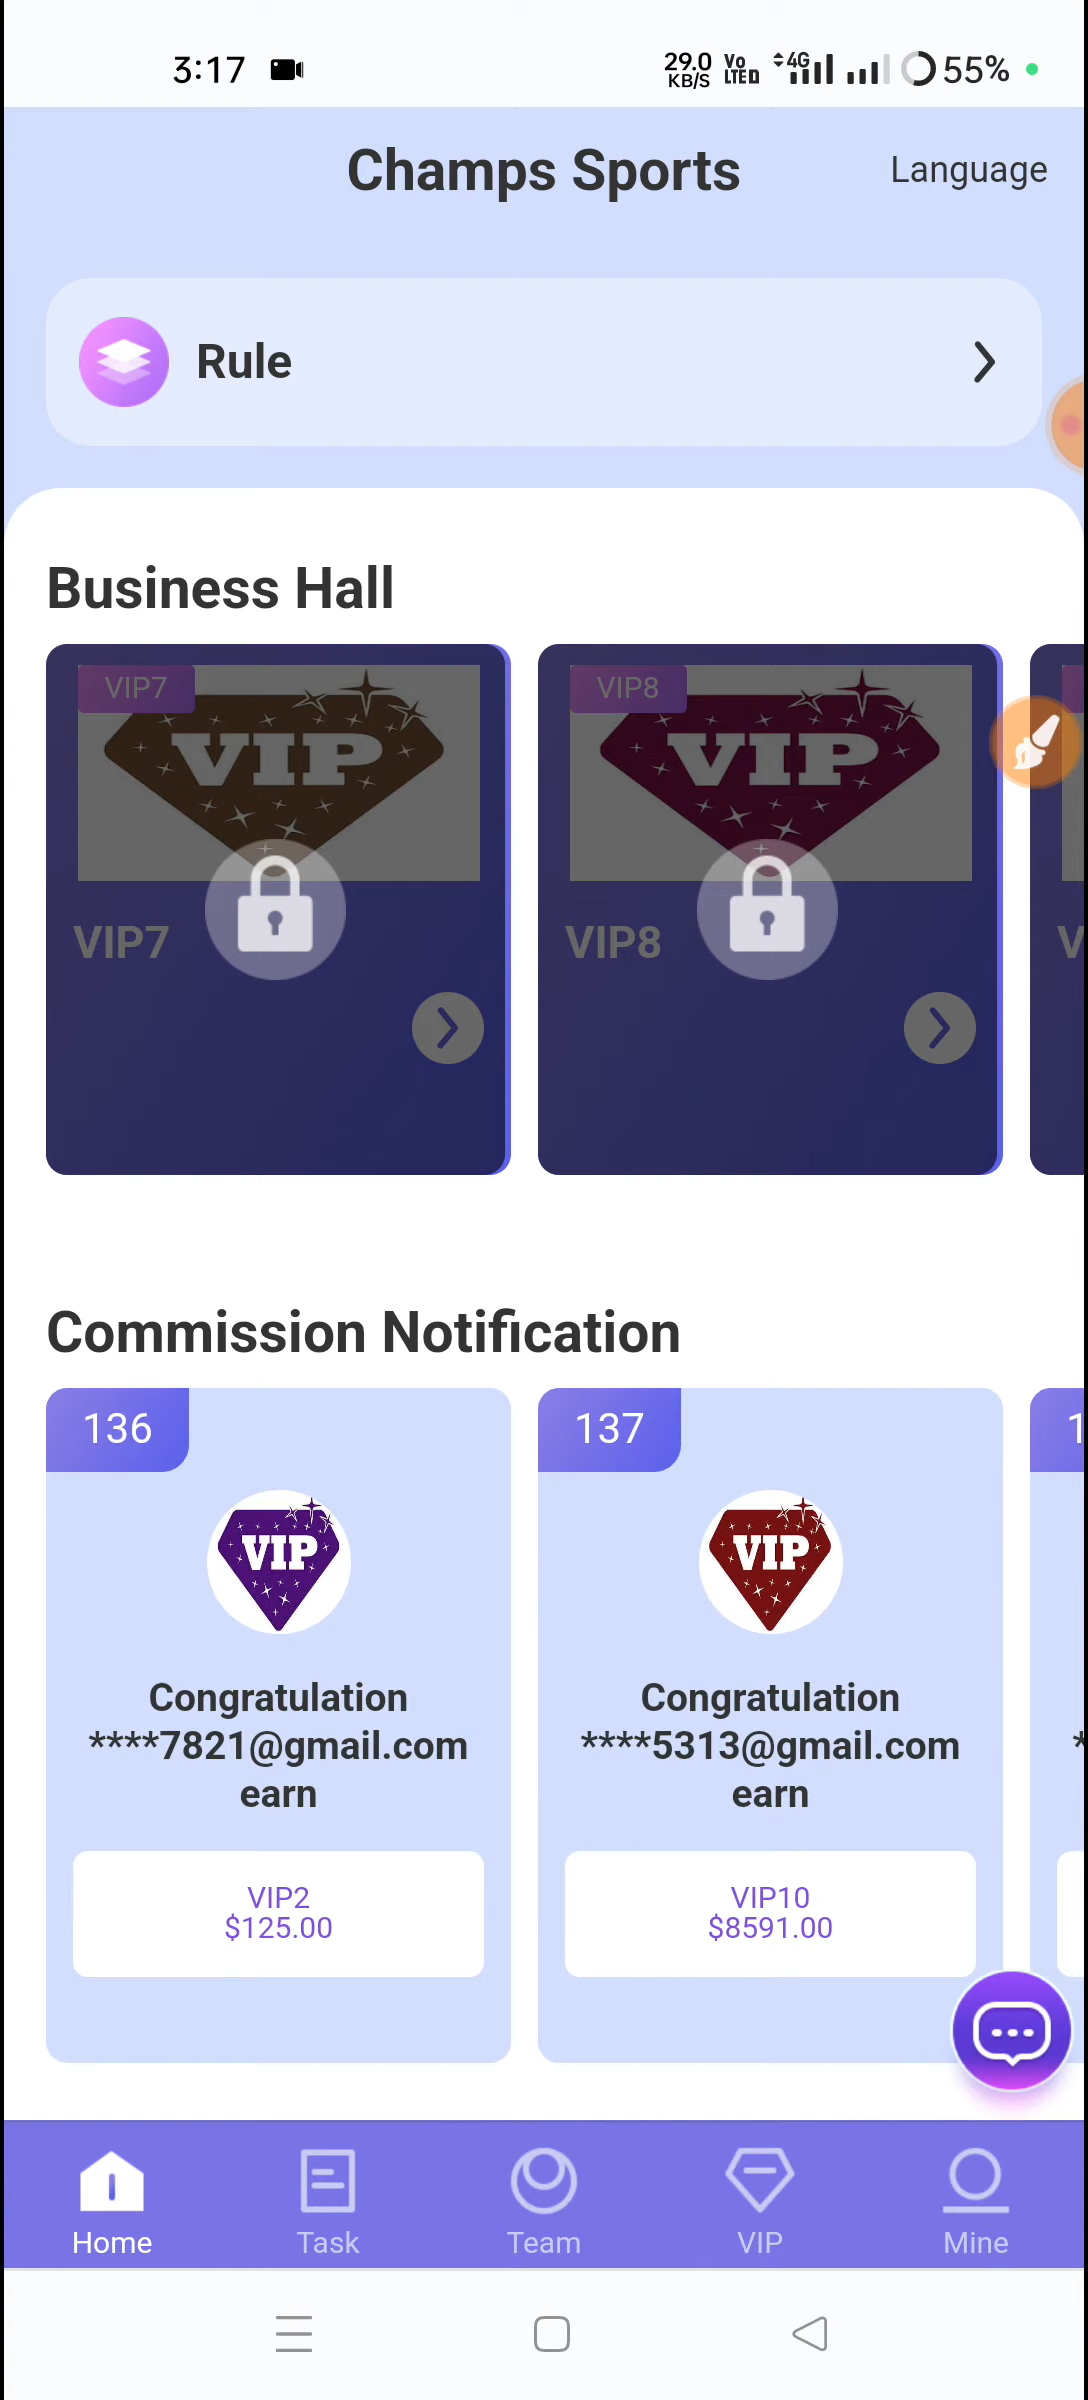 3:17
29.0 KB/S Vo LTED 4G 55%
Champs Sports
Language
Rule
Business Hall
VIP7
VIP8
VIP
VIP
VIP7
VIP8
V
Commission Notification
136
137
1
VIP
VIP
Congratulation
****7821@gmail.com
earn
Congratulation
****5313@gmail.com
earn
*
VIP2
$125.00
VIP10
$8591.00
Home
Task
Team
VIP
Mine